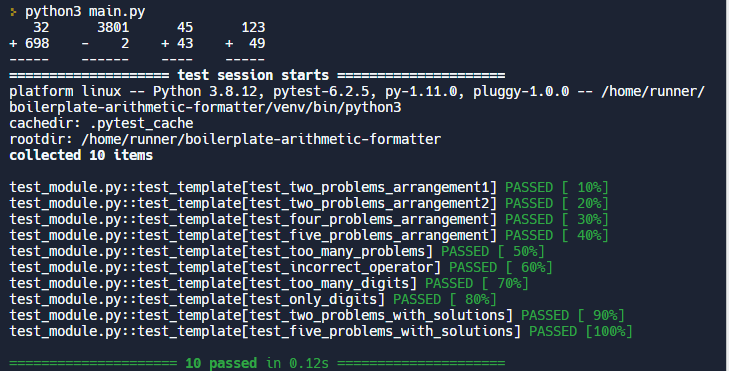 > python3 main.py
   32      3801      45      123
+ 698    -    2    + 43    +  49
-----    ------    ----    -----
==================== test session starts =====================
platform linux -- Python 3.8.12, pytest-6.2.5, py-1.11.0, pluggy-1.0.0 -- /home/runner/
boilerplate-arithmetic-formatter/venv/bin/python3
cachedir: .pytest_cache
rootdir: /home/runner/boilerplate-arithmetic-formatter
collected 10 items

test_module.py::test_template[test_two_problems_arrangement1] PASSED [ 10%]
test_module.py::test_template[test_two_problems_arrangement2] PASSED [ 20%]
test_module.py::test_template[test_four_problems_arrangement] PASSED [ 30%]
test_module.py::test_template[test_five_problems_arrangement] PASSED [ 40%]
test_module.py::test_template[test_too_many_problems] PASSED [ 50%]
test_module.py::test_template[test_incorrect_operator] PASSED [ 60%]
test_module.py::test_template[test_too_many_digits] PASSED [ 70%]
test_module.py::test_template[test_only_digits] PASSED [ 80%]
test_module.py::test_template[test_two_problems_with_solutions] PASSED [ 90%]
test_module.py::test_template[test_five_problems_with_solutions] PASSED [100%]

===================== 10 passed in 0.12s =====================